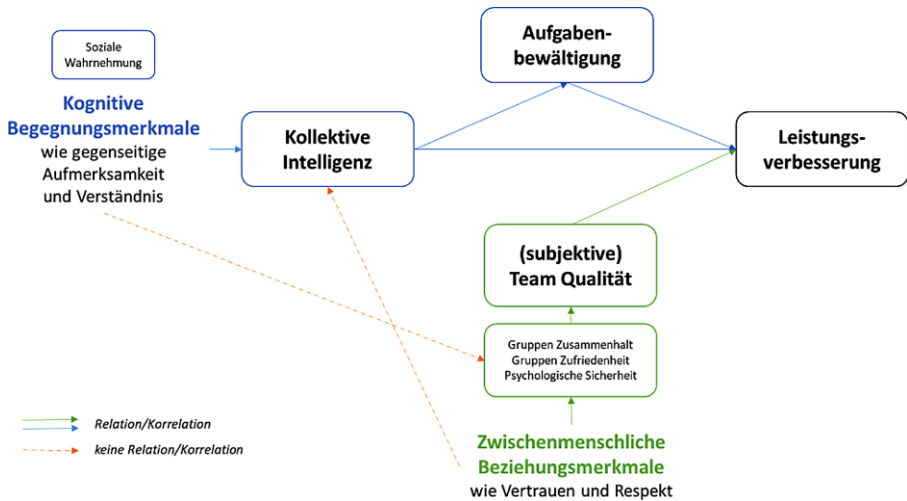 Soziale
Wahrnehmung
Kognitive
Begegnungsmerkmale
wie gegenseitige
Aufmerksamkeit
und Verständnis
Kollektive
Intelligenz
Aufgaben-
bewältigung
Leistungs-
verbesserung
(subjektive)
Team Qualität
Gruppen Zusammenhalt
Gruppen Zufriedenheit
Psychologische Sicherheit
Zwischenmenschliche
Beziehungsmerkmale
wie Vertrauen und Respekt
Relation/Korrelation
keine Relation/Korrelation